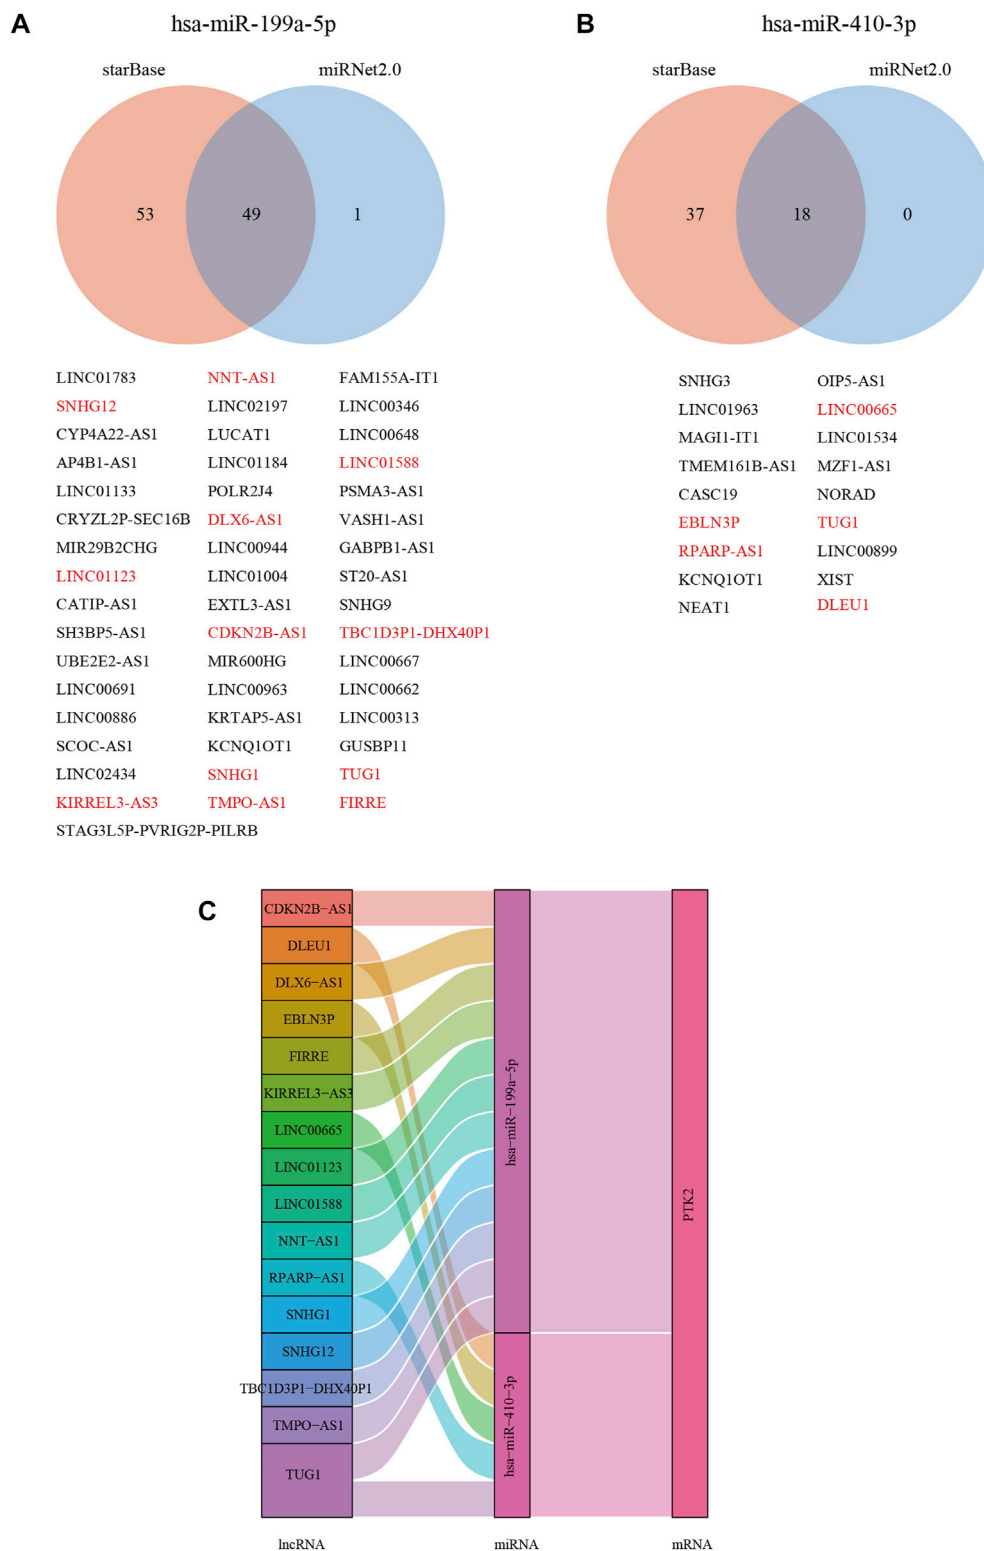 A
hsa-miR-199a-5p
starBase
miRNet2.0
53
49
1
LINC01783 NNT-AS1 FAM155A-IT1
SNHG12 LINC02197 LINC00346
CYP4A22-AS1 LUCAT1 LINC00648
AP4B1-AS1 LINC01184 LINC01588
LINC01133 POLR2J4 PSMA3-AS1
CRYZL2P-SEC16B DLX6-AS1 VASH1-AS1
MIR29B2CHG LINC00944 GABPB1-AS1
LINC01123 LINC01004 ST20-AS1
CATIP-AS1 EXTL3-AS1 SNHG9
SH3BP5-AS1 CDKN2B-AS1 TBC1D3P1-DHX40P1
UBE2E2-AS1 MIR600HG LINC00667
LINC00691 LINC00963 LINC00662
LINC00886 KRTAP5-AS1 LINC00313
SCOC-AS1 KCNQ1OT1 GUSBP11
LINC02434 SNHG1 TUG1
KIRREL3-AS3 TMPO-AS1 FIRRE
STAG3L5P-PVRIG2P-PILRB
B
hsa-miR-410-3p
starBase
miRNet2.0
37
18
0
SNHG3 OIP5-AS1
LINC01963 LINC00665
MAGI1-IT1 LINC01534
TMEM161B-AS1 MZF1-AS1
CASC19 NORAD
EBLN3P TUG1
RPARP-AS1 LINC00899
KCNQ1OT1 XIST
NEAT1 DLEU1
C
CDKN2B−AS1
DLEU1
DLX6−AS1
EBLN3P
FIRRE
KIRREL3−AS3
LINC00665
LINC01123
LINC01588
NNT−AS1
RPARP−AS1
SNHG1
SNHG12
TBC1D3P1−DHX40P1
TMPO−AS1
TUG1
hsa−miR−199a−5p
hsa−miR−410−3p
PTK2
lncRNA
miRNA
mRNA